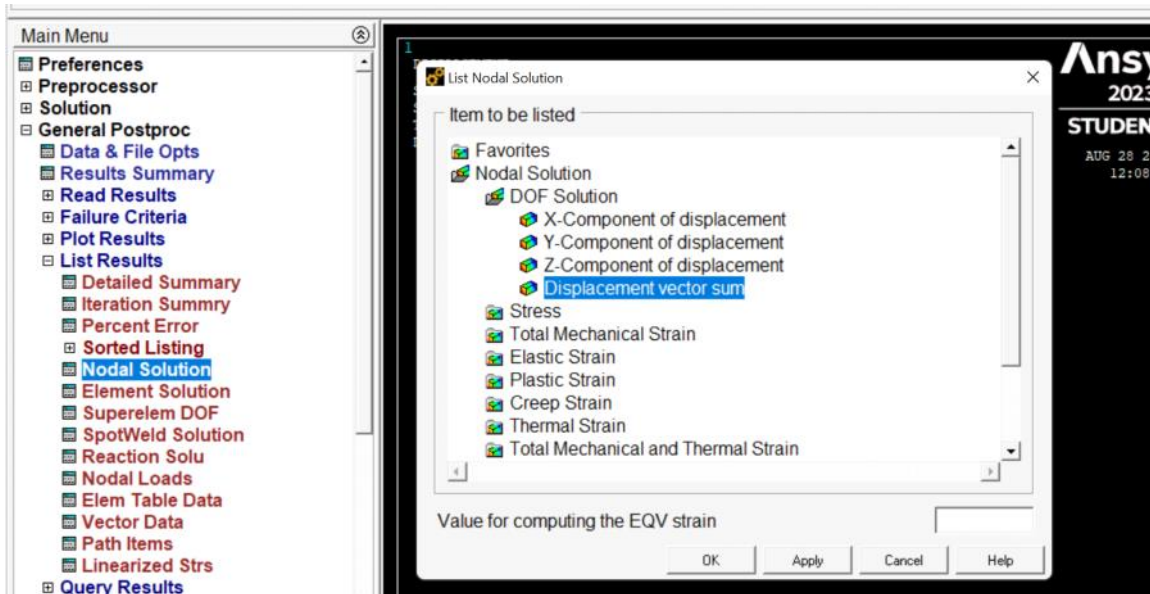 Main Menu
Preferences
Preprocessor
Solution
General Postproc
Data & File Opts
Results Summary
Read Results
Failure Criteria
Plot Results
List Results
Detailed Summary
Iteration Summry
Percent Error
Sorted Listing
Nodal Solution
Element Solution
Superelem DOF
SpotWeld Solution
Reaction Solu
Nodal Loads
Elem Table Data
Vector Data
Path Items
Linearized Strs
Query Results
1
List Nodal Solution
Item to be listed
Favorites
Nodal Solution
DOF Solution
X-Component of displacement
Y-Component of displacement
Z-Component of displacement
Displacement vector sum
Stress
Total Mechanical Strain
Elastic Strain
Plastic Strain
Creep Strain
Thermal Strain
Total Mechanical and Thermal Strain
Value for computing the EQV strain
OK Apply Cancel Help
Ansy
2023
STUDEN
AUG 28 2
12:08